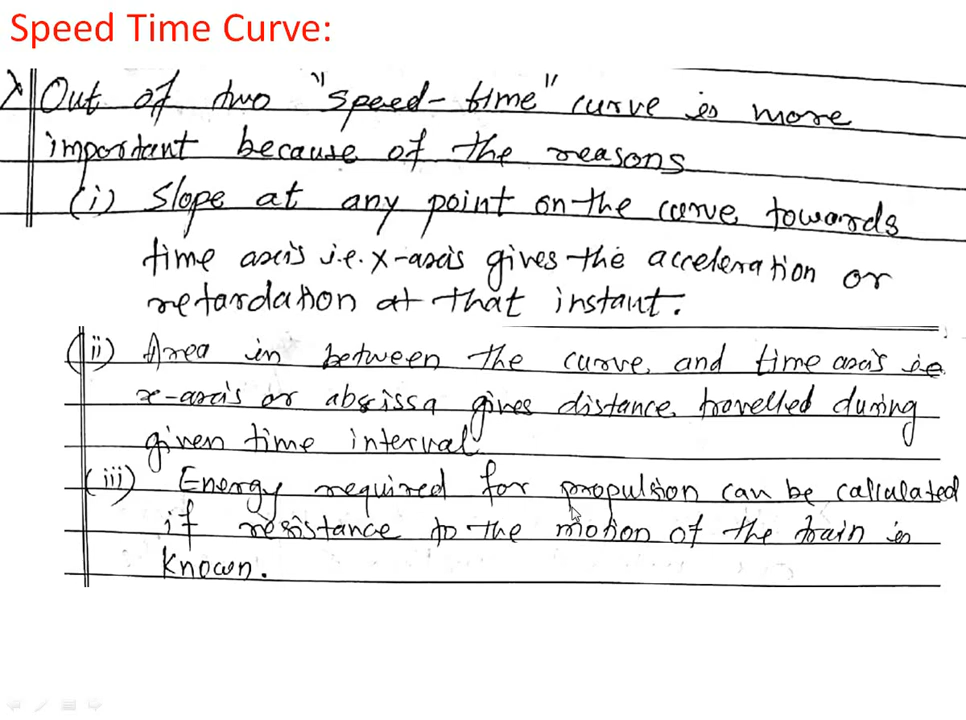 Speed Time Curve:
Out of two "speed-time" curve is more
important because of the reasons
(i) Slope at any point on the curve towards
time axis i.e. x-axis gives the acceleration or
retardation at that instant.
(ii) Area in between the curve and time axis i.e.
x-axis or abscissa gives distance travelled during
given time interval
(iii) Energy required for propulsion can be calculated
if resistance to the motion of the train is
known.